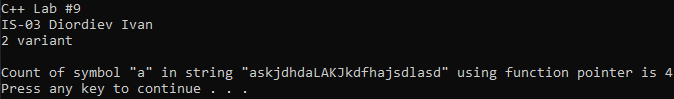 C++ Lab #9
IS-03 Diordiev Ivan
2 variant
Count of symbol "a" in string "askjdhdaLAKJkdfhajsdlasd" using function pointer is 4
Press any key to continue . . .